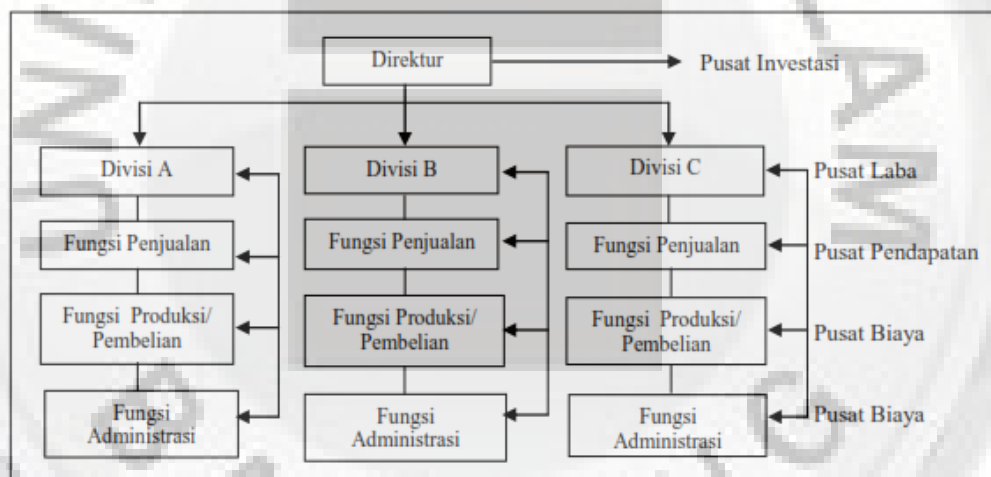 Direktur
Pusat Investasi
Divisi A
Divisi B
Divisi C
Pusat Laba
Fungsi Penjualan
Fungsi Penjualan
Fungsi Penjualan
Pusat Pendapatan
Fungsi Produksi/
Pembelian
Fungsi Produksi/
Pembelian
Fungsi Produksi/
Pembelian
Pusat Biaya
Fungsi
Administrasi
Fungsi
Administrasi
Fungsi
Administrasi
Pusat Biaya